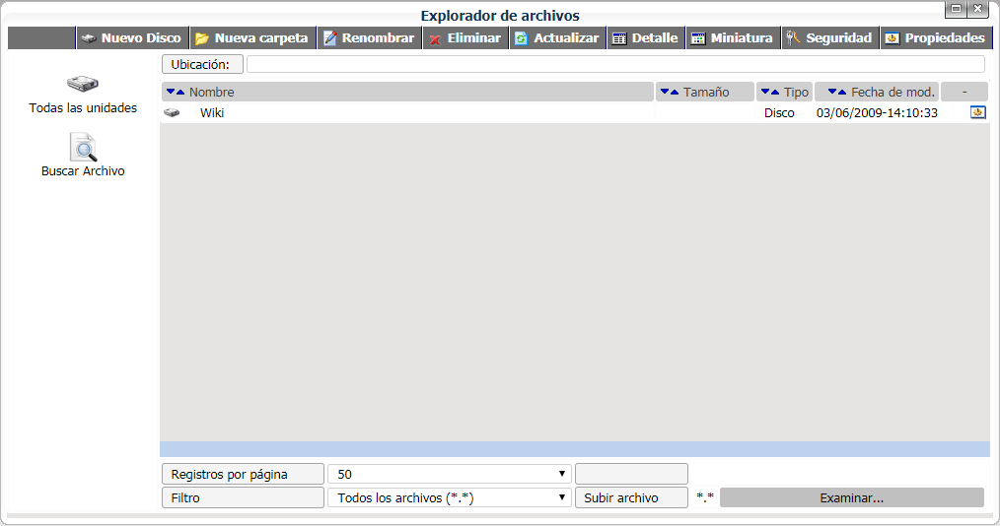 Explorador de archivos
Nuevo Disco Nueva carpeta Renombrar Eliminar Actualizar Detalle Miniatura Seguridad Propiedades
Ubicación:
Todas las unidades
Buscar Archivo
Nombre Tamaño Tipo Fecha de mod. -
Wiki Disco 03/06/2009-14:10:33
Registros por página 50
Filtro Todos los archivos (*.*) Subir archivo *.* Examinar...